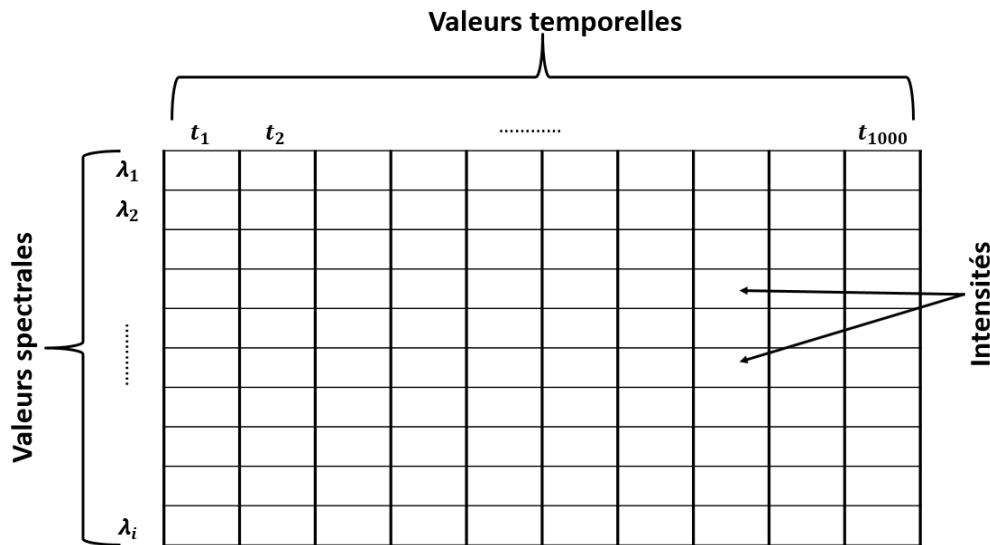 Valeurs temporelles
t₁ t₂ ............ t₁₀₀₀
λ₁
λ₂
Valeurs spectrales
..........
Intensités
λᵢ